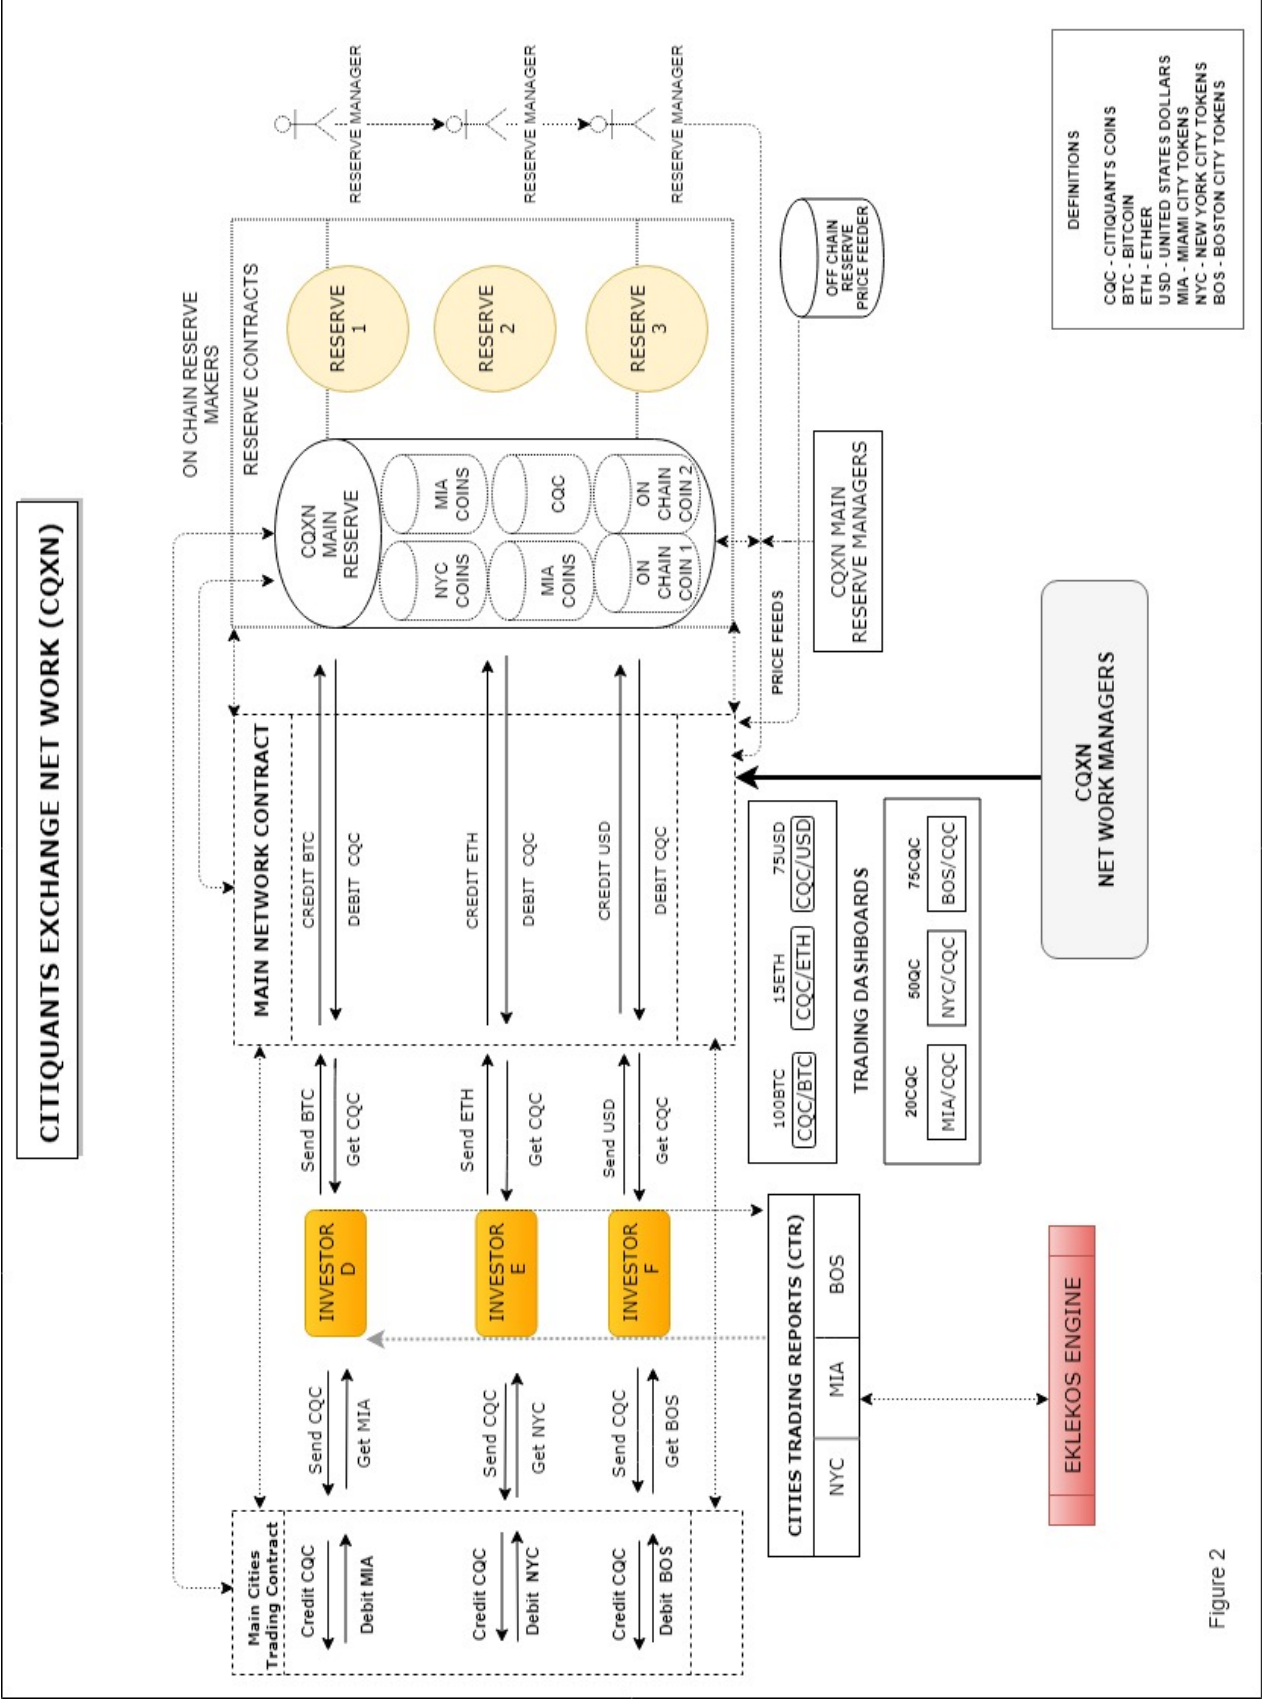 CITIQUANTS EXCHANGE NET WORK (CQXN)
ON CHAIN RESERVE
MAKERS
RESERVE CONTRACTS
Main Cities
Trading Contract
Credit CQC
Debit MIA
Credit CQC
Debit NYC
Credit CQC
Debit BOS
Send CQC
Get MIA
Send CQC
Get NYC
Send CQC
Get BOS
INVESTOR
D
INVESTOR
E
INVESTOR
F
Send BTC
Get CQC
Send ETH
Get CQC
Send USD
Get CQC
MAIN NETWORK CONTRACT
CREDIT BTC
DEBIT CQC
CREDIT ETH
DEBIT CQC
CREDIT USD
DEBIT CQC
CQXN
MAIN
RESERVE
NYC
COINS
MIA
COINS
MIA
COINS
CQC
ON
CHAIN
COIN 1
ON
CHAIN
COIN 2
RESERVE
1
RESERVE
2
RESERVE
3
RESERVE MANAGER
RESERVE MANAGER
RESERVE MANAGER
PRICE FEEDS
OFF CHAIN
RESERVE
PRICE FEEDER
CQXN MAIN
RESERVE MANAGERS
100BTC
15ETH
75USD
CQC/BTC
CQC/ETH
CQC/USD
TRADING DASHBOARDS
20CQC
50QC
75CQC
MIA/CQC
NYC/CQC
BOS/CQC
CITIES TRADING REPORTS (CTR)
NYC
MIA
BOS
EKLEKOS ENGINE
CQXN
NET WORK MANAGERS
DEFINITIONS
CQC - CITIQUANTS COINS
BTC - BITCOIN
ETH - ETHER
USD - UNITED STATES DOLLARS
MIA - MIAMI CITY TOKENS
NYC - NEW YORK CITY TOKENS
BOS - BOSTON CITY TOKENS
Figure 2